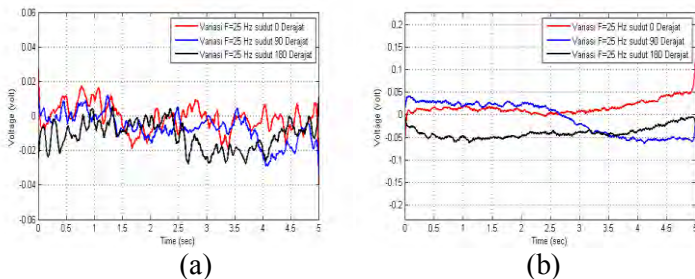 Variasi F=25 Hz sudut 0 Derajat
Variasi F=25 Hz sudut 90 Derajat
Variasi F=25 Hz sudut 180 Derajat
Voltage (volt)
0.06
0.04
0.02
0
-0.02
-0.04
-0.06
0 0.5 1 1.5 2 2.5 3 3.5 4 4.5 5
Time (sec)
(a)
Variasi F=25 Hz sudut 0 Derajat
Variasi F=25 Hz sudut 90 Derajat
Variasi F=25 Hz sudut 180 Derajat
Voltage (volt)
0.2
0.15
0.1
0.05
0
-0.05
-0.1
-0.15
-0.2
0 0.5 1 1.5 2 2.5 3 3.5 4 4.5 5
Time (sec)
(b)